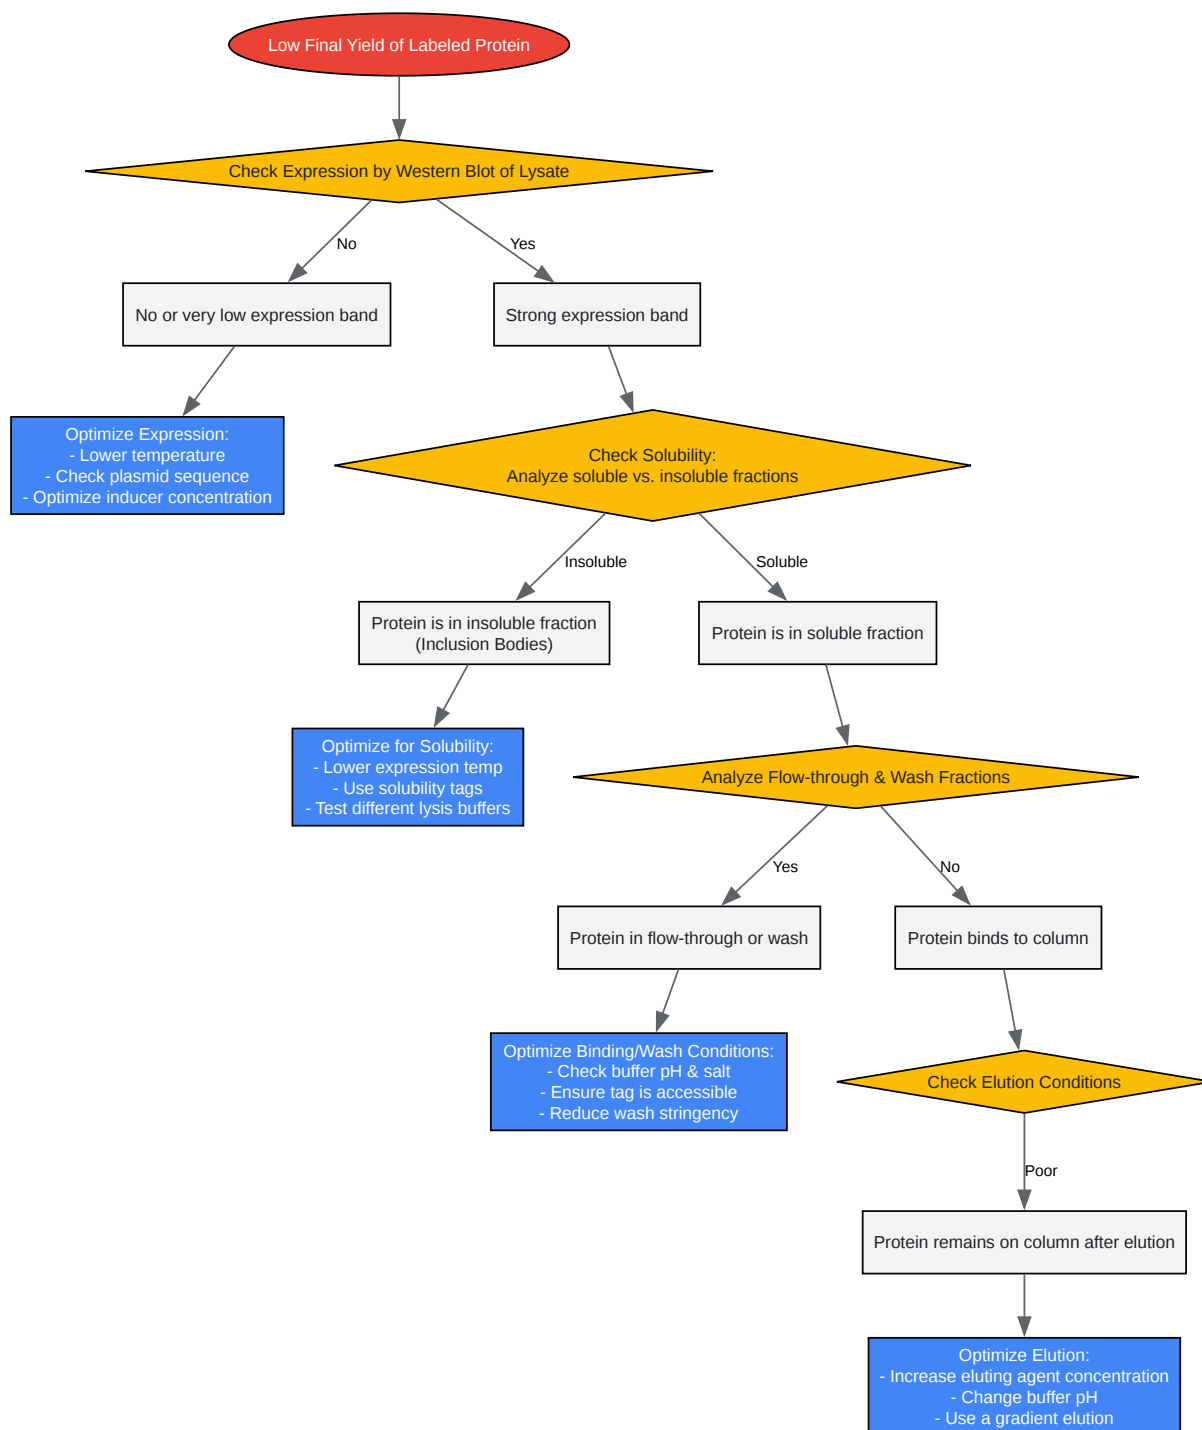 Low Final Yield of Labeled Protein
Check Expression by Western Blot of Lysate
No
Yes
No or very low expression band
Strong expression band
Optimize Expression:
- Lower temperature
- Check plasmid sequence
- Optimize inducer concentration
Check Solubility:
Analyze soluble vs. insoluble fractions
Insoluble
Soluble
Protein is in insoluble fraction
(Inclusion Bodies)
Protein is in soluble fraction
Optimize for Solubility:
- Lower expression temp
- Use solubility tags
- Test different lysis buffers
Analyze Flow-through & Wash Fractions
Yes
No
Protein in flow-through or wash
Protein binds to column
Optimize Binding/Wash Conditions:
- Check buffer pH & salt
- Ensure tag is accessible
- Reduce wash stringency
Check Elution Conditions
Poor
Protein remains on column after elution
Optimize Elution:
- Increase eluting agent concentration
- Change buffer pH
- Use a gradient elution